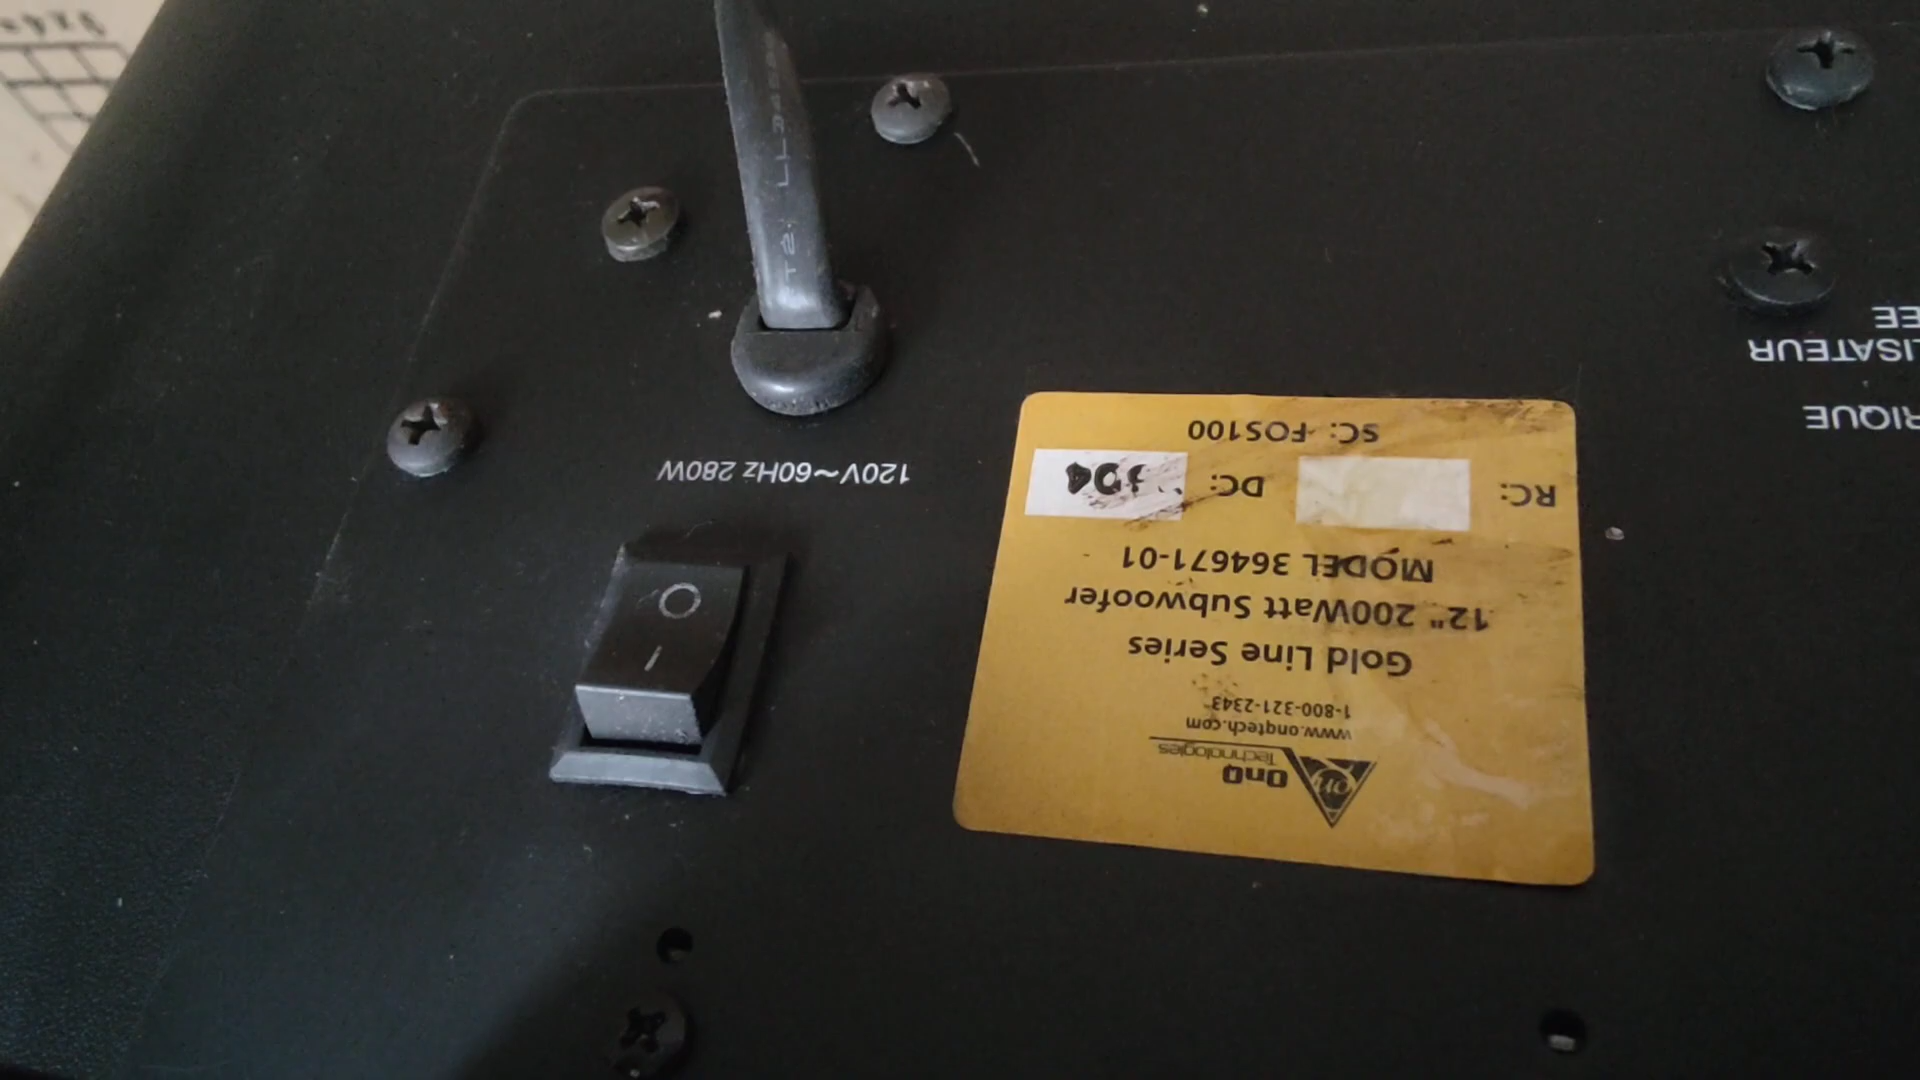 OnQ
Technologies
www.onqtech.com
1-800-321-2343
Gold Line Series
12" 200Watt Subwoofer
MODEL 364671-01
RC: DC:
SC: FOS100
120V~60Hz 280W
RIQUE
LISATEUR
EE
O
I